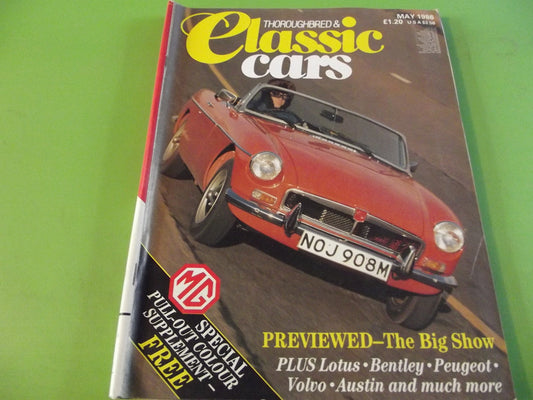 THOROUGHBRED &
Classic
cars
MAY 1986
£1.20
NOJ 908M
MG
SPECIAL
PULL-OUT COLOUR
SUPPLEMENT–
FREE
PREVIEWED–The Big Show
PLUS Lotus • Bentley • Peugeot •
Volvo • Austin and much more